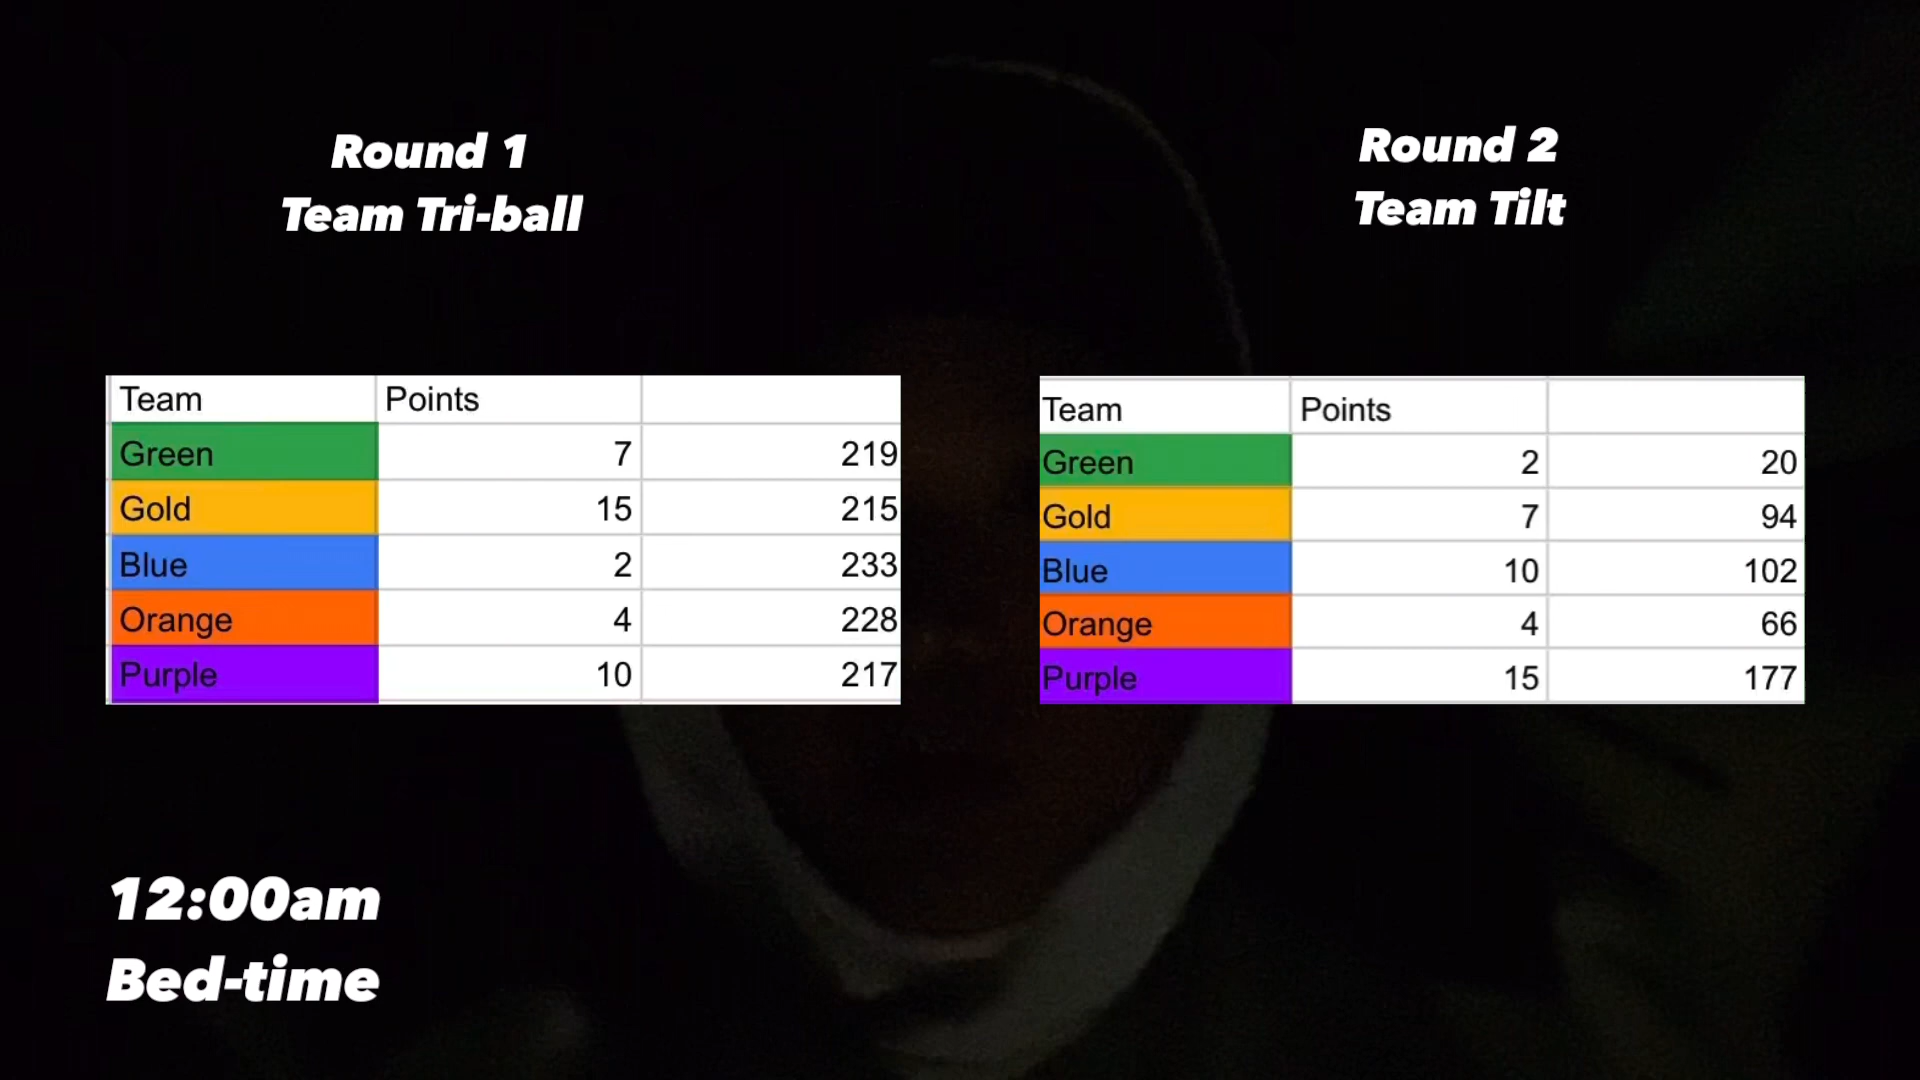 Round 1
Team Tri-ball
Team Points
Green 7 219
Gold 15 215
Blue 2 233
Orange 4 228
Purple 10 217
Round 2
Team Tilt
Team Points
Green 2 20
Gold 7 94
Blue 10 102
Orange 4 66
Purple 15 177
12:00am
Bed-time